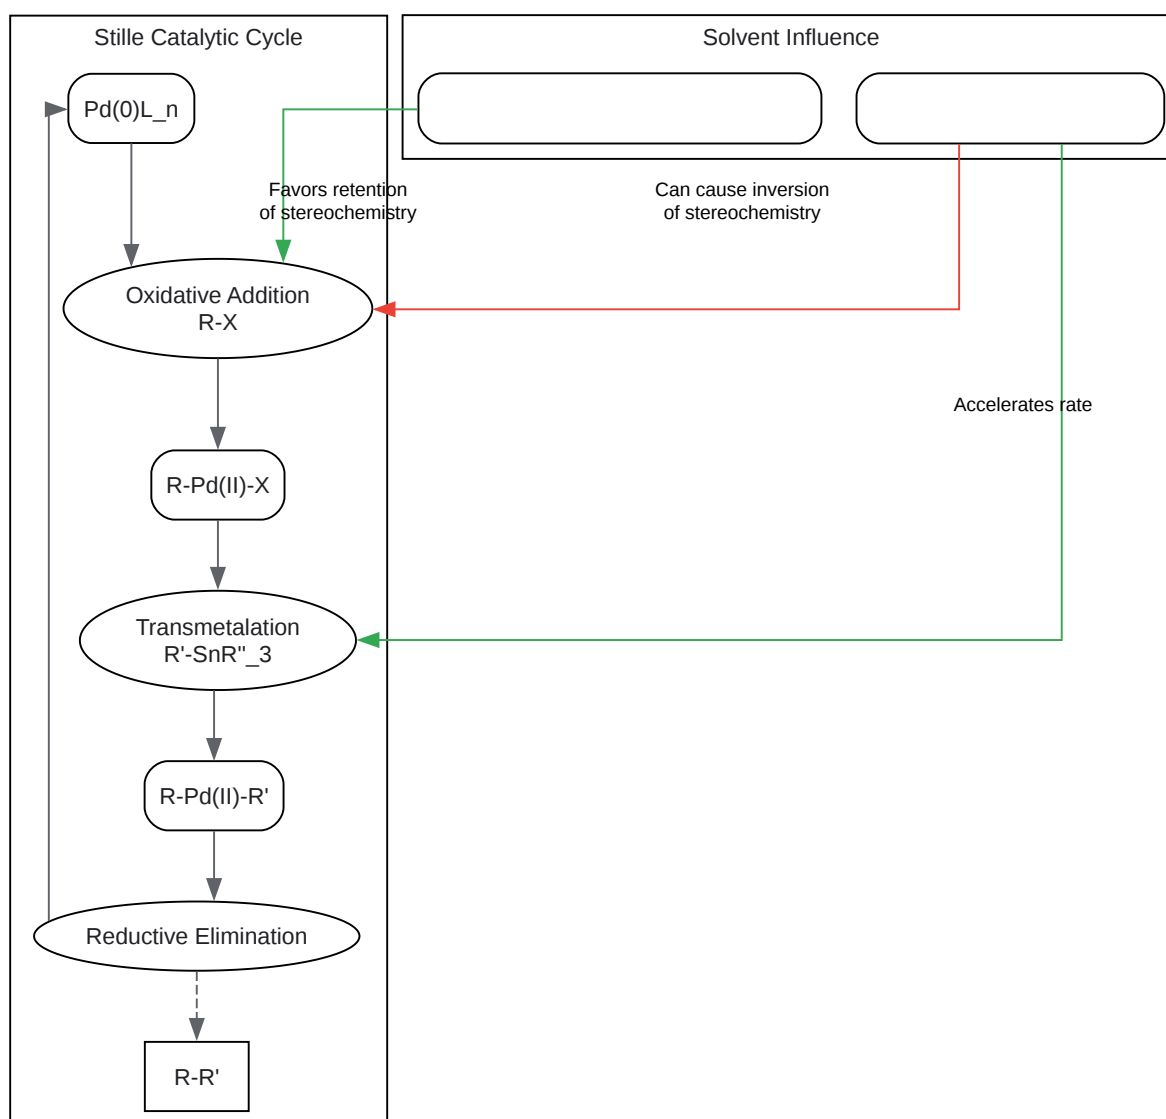 Stille Catalytic Cycle
Solvent Influence
Pd(0)L_n
Favors retention
of stereochemistry
Can cause inversion
of stereochemistry
Oxidative Addition
R-X
Accelerates rate
R-Pd(II)-X
Transmetalation
R'-SnR"_3
R-Pd(II)-R'
Reductive Elimination
R-R'